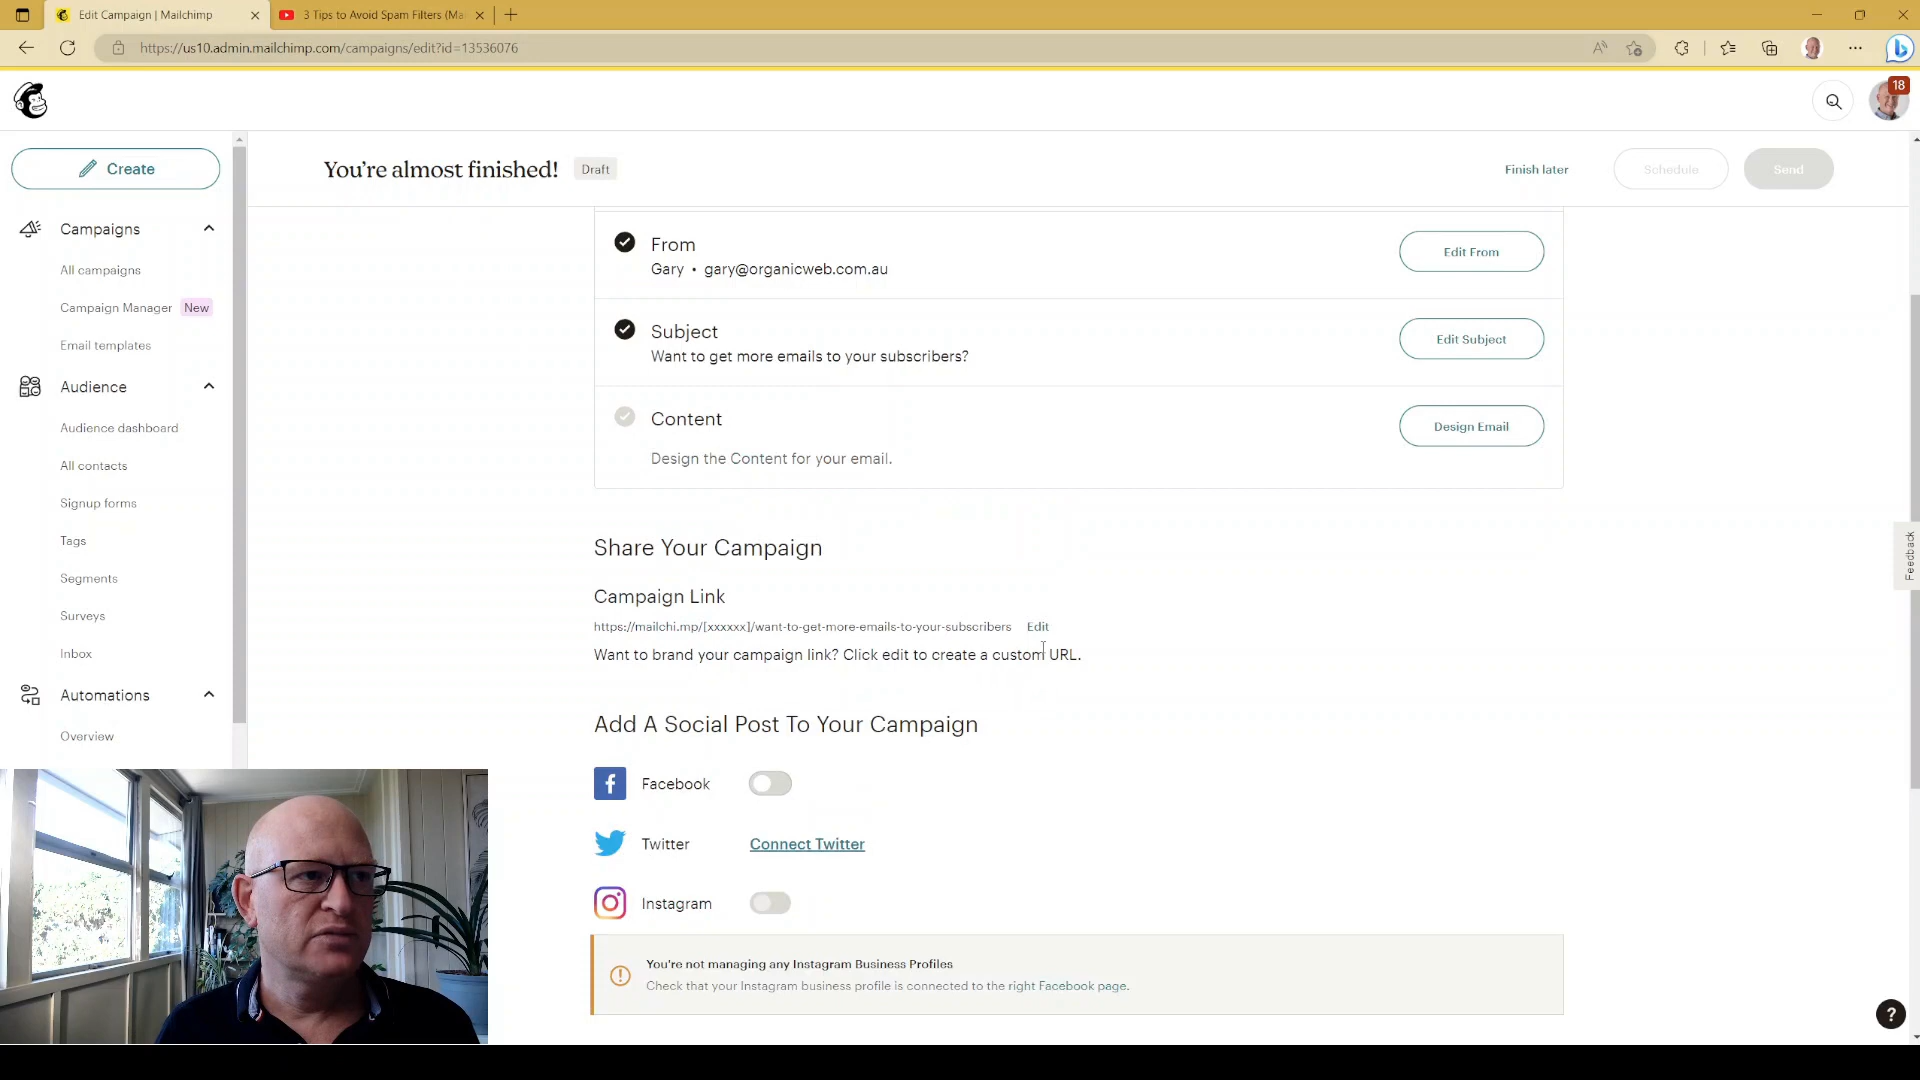 Edit Campaign | Mailchimp
3 Tips to Avoid Spam Filters (Ma
https://us10.admin.mailchimp.com/campaigns/edit?id=13536076
18
Create
You're almost finished!
Draft
Finish later
Schedule
Send
Campaigns
All campaigns
Campaign Manager New
Email templates
Audience
Audience dashboard
All contacts
Signup forms
Tags
Segments
Surveys
Inbox
Automations
Overview
From
Gary • gary@organicweb.com.au
Edit From
Subject
Want to get more emails to your subscribers?
Edit Subject
Content
Design the Content for your email.
Design Email
Share Your Campaign
Campaign Link
https://mailchi.mp/[xxxxxx]/want-to-get-more-emails-to-your-subscribers Edit
Want to brand your campaign link? Click edit to create a custom URL.
Add A Social Post To Your Campaign
Facebook
Twitter Connect Twitter
Instagram
You're not managing any Instagram Business Profiles
Check that your Instagram business profile is connected to the right Facebook page.
Feedback
?